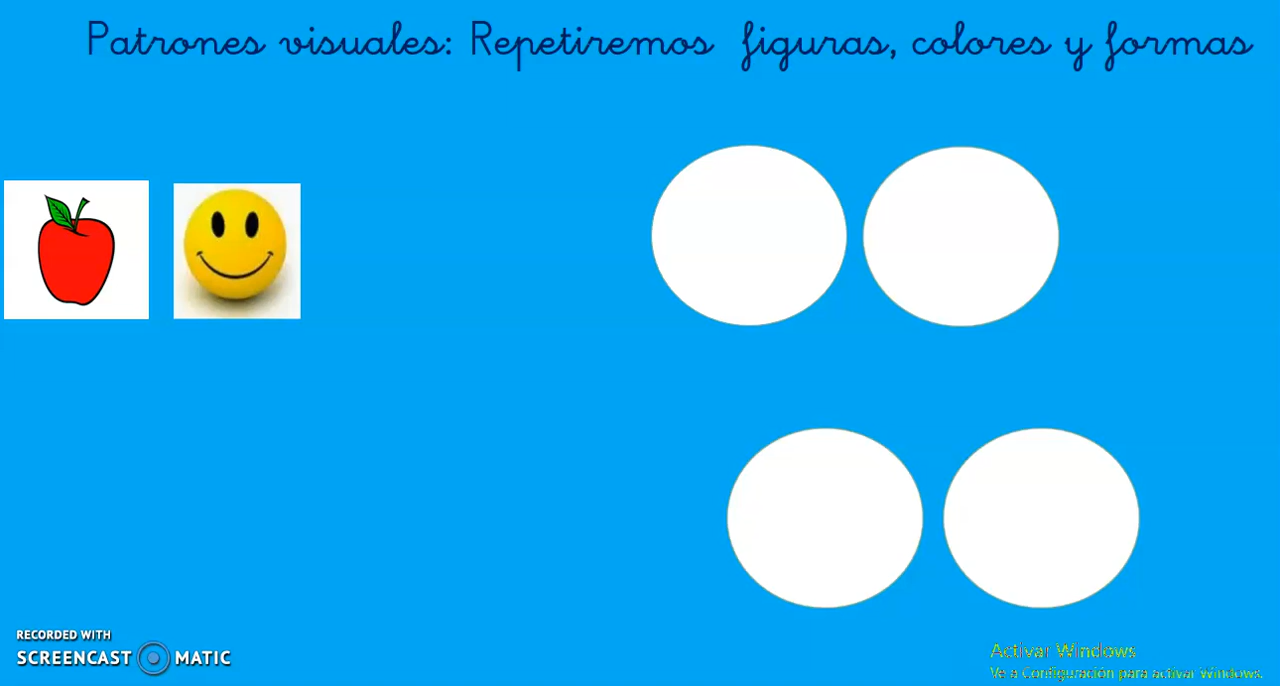 Patrones visuales: Repetiremos figuras, colores y formas
RECORDED WITH
SCREENCAST MATIC
Activar Windows
Ve a Configuración para activar Windows.